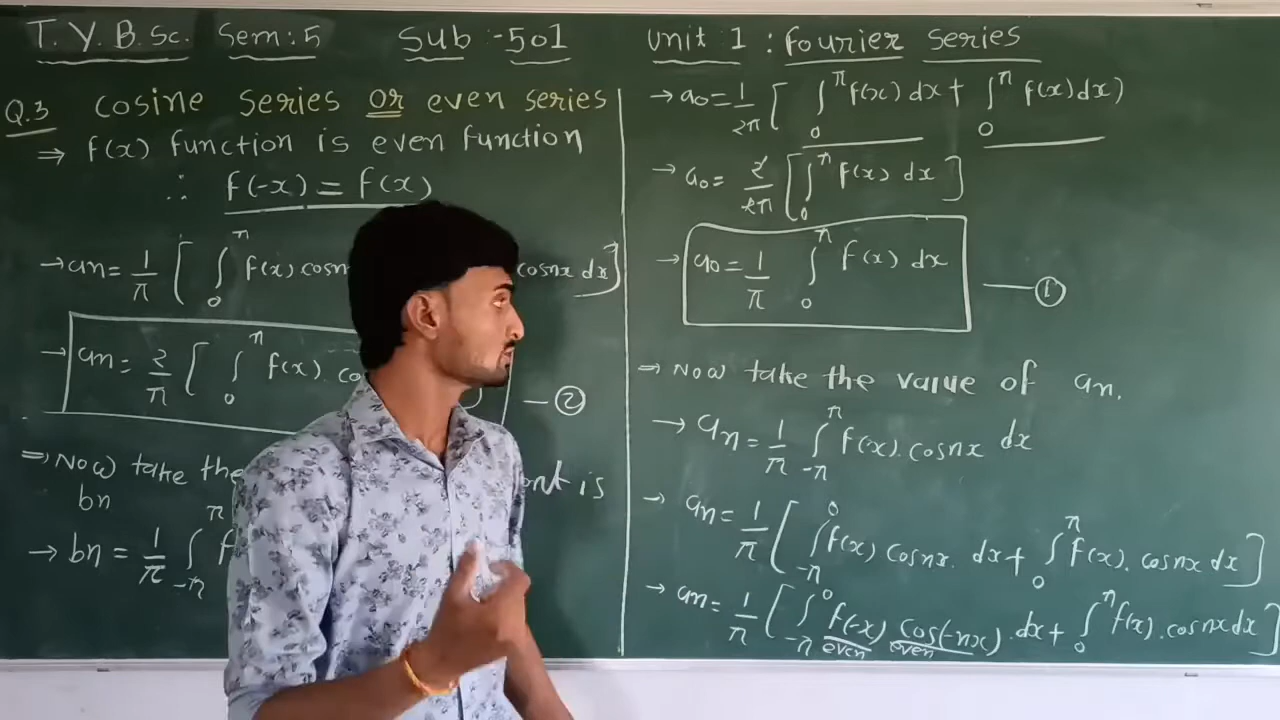 T.Y.B.Sc. Sem:5 Sub :-501 Unit 1 : Fourier Series
Q.3 Cosine Series OR even series
⇒ f(x) function is even function
∴ f(-x) = f(x)
→ an = 1/π [ ∫₀^π f(x) cosn cosnx dx ]
→ an = 2/π [ ∫₀^π f(x). — ②
⇒ Now take the is
bn
→ bn = 1/π ∫₋π^π f
→ a₀ = 1/2π [ ∫₀^π f(x) dx + ∫₀^π f(x) dx )
→ a₀ = 2/2π [ ∫₀^π f(x) dx ]
→ a₀ = 1/π ∫₀^π f(x) dx — ①
⇒ Now take the value of an.
→ an = 1/π ∫₋π^π f(x). cosnx dx
→ an = 1/π [ ∫₋π^0 f(x) cosnx. dx + ∫₀^π f(x). cosnx dx ]
→ an = 1/π [ ∫₋π^0 f(-x) cos(-nx). dx + ∫₀^π f(x). cosnx dx ]
even even